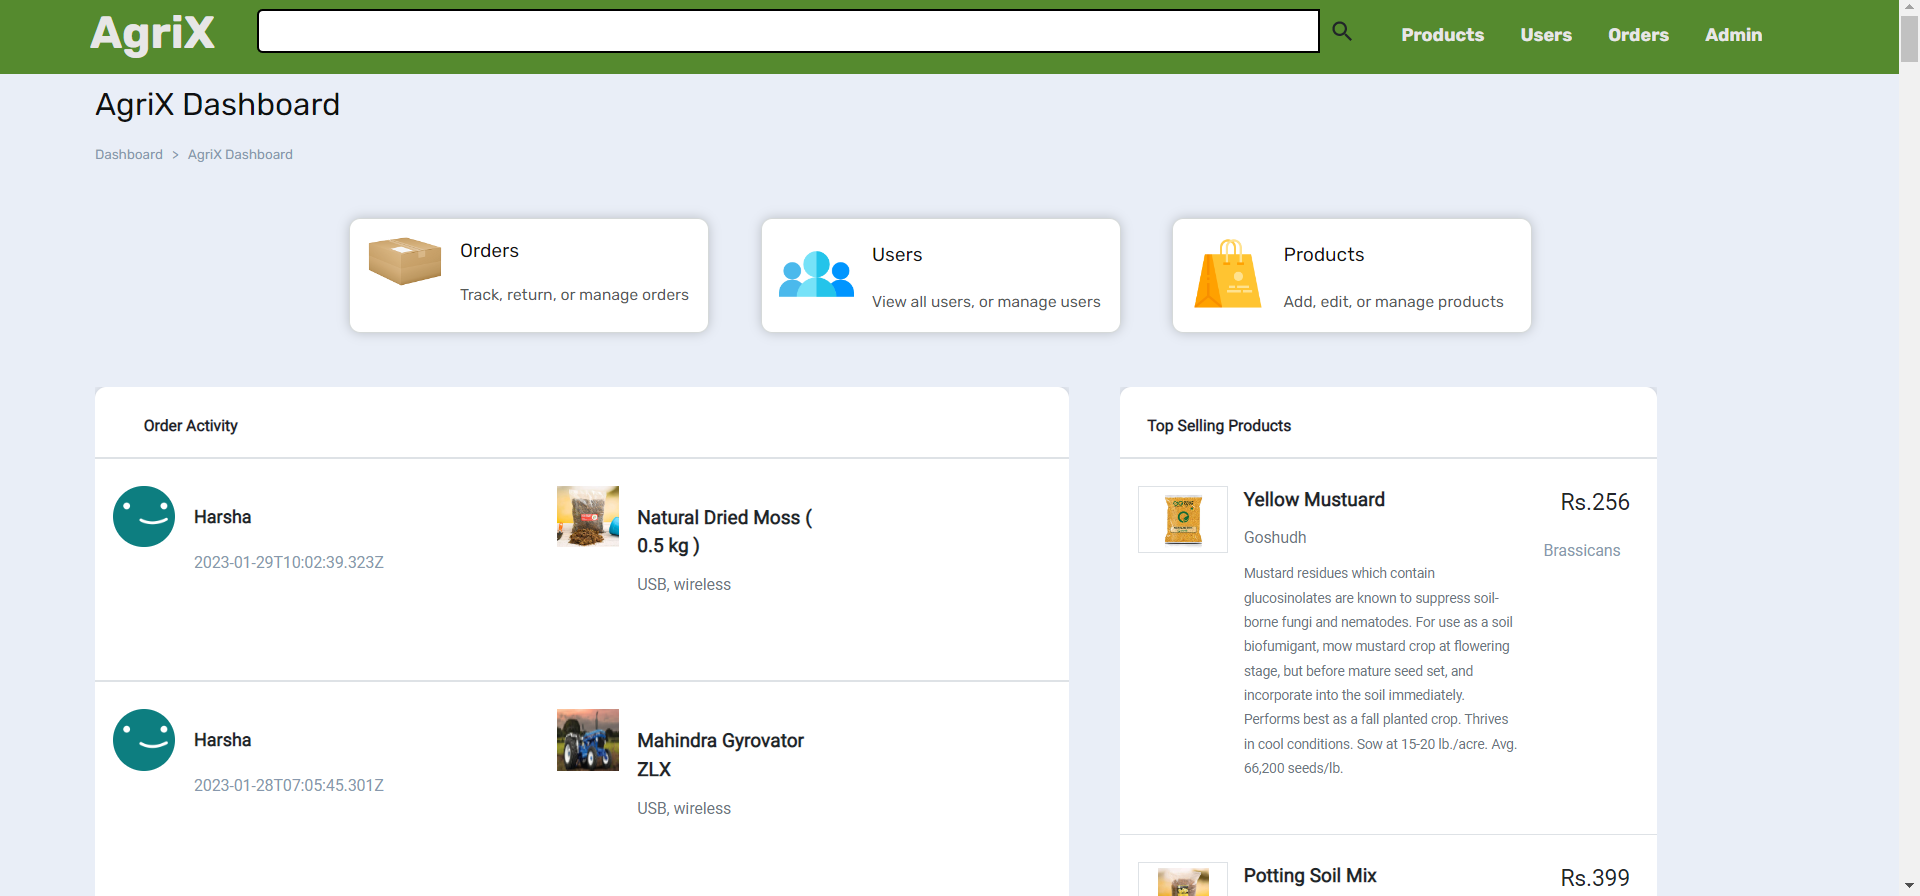 AgriX
Products
Users
Orders
Admin
AgriX Dashboard
Dashboard > AgriX Dashboard
Orders
Track, return, or manage orders
Users
View all users, or manage users
Products
Add, edit, or manage products
Order Activity
Harsha
2023-01-29T10:02:39.323Z
Natural Dried Moss (
0.5 kg )
USB, wireless
Harsha
2023-01-28T07:05:45.301Z
Mahindra Gyrovator
ZLX
USB, wireless
Top Selling Products
Yellow Mustuard
Rs.256
Goshudh
Brassicans
Mustard residues which contain
glucosinolates are known to suppress soil-
borne fungi and nematodes. For use as a soil
biofumigant, mow mustard crop at flowering
stage, but before mature seed set, and
incorporate into the soil immediately.
Performs best as a fall planted crop. Thrives
in cool conditions. Sow at 15-20 lb./acre. Avg.
66,200 seeds/lb.
Potting Soil Mix
Rs.399